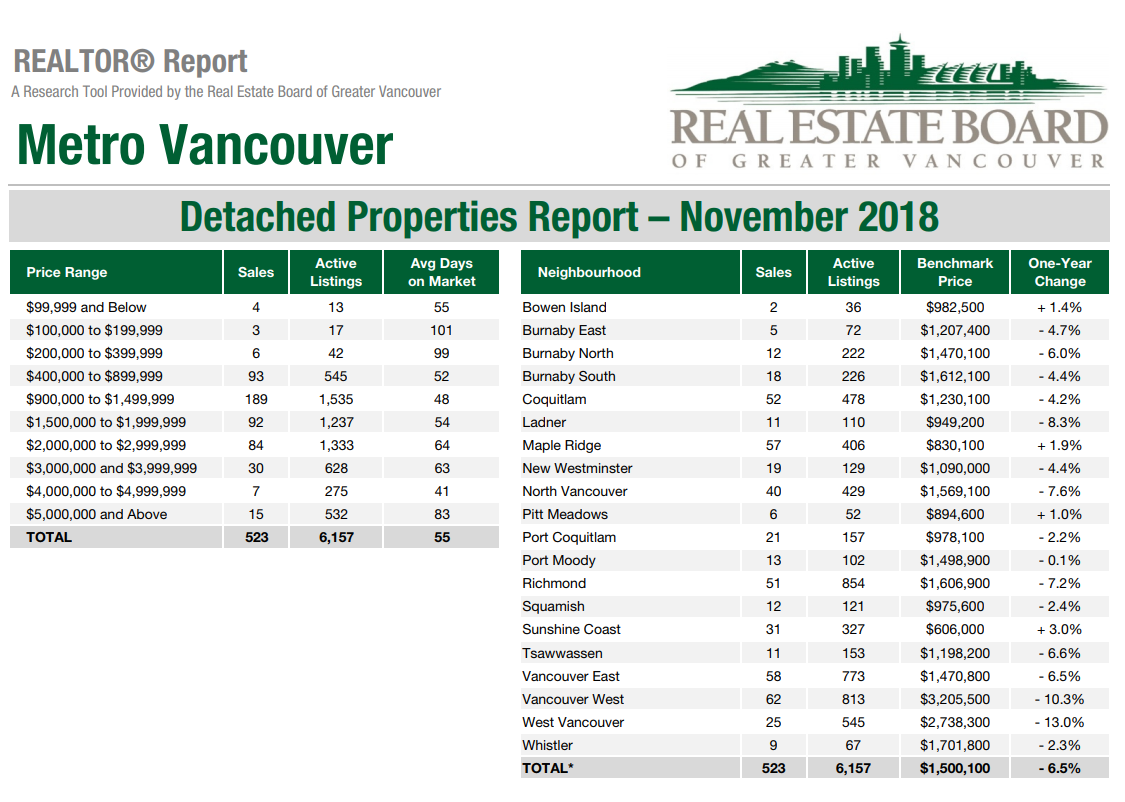 REALTOR® Report
A Research Tool Provided by the Real Estate Board of Greater Vancouver
Metro Vancouver
REAL ESTATE BOARD
OF GREATER VANCOUVER
Detached Properties Report – November 2018
Price Range Sales Active Listings Avg Days on Market
$99,999 and Below 4 13 55
$100,000 to $199,999 3 17 101
$200,000 to $399,999 6 42 99
$400,000 to $899,999 93 545 52
$900,000 to $1,499,999 189 1,535 48
$1,500,000 to $1,999,999 92 1,237 54
$2,000,000 to $2,999,999 84 1,333 64
$3,000,000 and $3,999,999 30 628 63
$4,000,000 to $4,999,999 7 275 41
$5,000,000 and Above 15 532 83
TOTAL 523 6,157 55
Neighbourhood Sales Active Listings Benchmark Price One-Year Change
Bowen Island 2 36 $982,500 + 1.4%
Burnaby East 5 72 $1,207,400 - 4.7%
Burnaby North 12 222 $1,470,100 - 6.0%
Burnaby South 18 226 $1,612,100 - 4.4%
Coquitlam 52 478 $1,230,100 - 4.2%
Ladner 11 110 $949,200 - 8.3%
Maple Ridge 57 406 $830,100 + 1.9%
New Westminster 19 129 $1,090,000 - 4.4%
North Vancouver 40 429 $1,569,100 - 7.6%
Pitt Meadows 6 52 $894,600 + 1.0%
Port Coquitlam 21 157 $978,100 - 2.2%
Port Moody 13 102 $1,498,900 - 0.1%
Richmond 51 854 $1,606,900 - 7.2%
Squamish 12 121 $975,600 - 2.4%
Sunshine Coast 31 327 $606,000 + 3.0%
Tsawwassen 11 153 $1,198,200 - 6.6%
Vancouver East 58 773 $1,470,800 - 6.5%
Vancouver West 62 813 $3,205,500 - 10.3%
West Vancouver 25 545 $2,738,300 - 13.0%
Whistler 9 67 $1,701,800 - 2.3%
TOTAL* 523 6,157 $1,500,100 - 6.5%